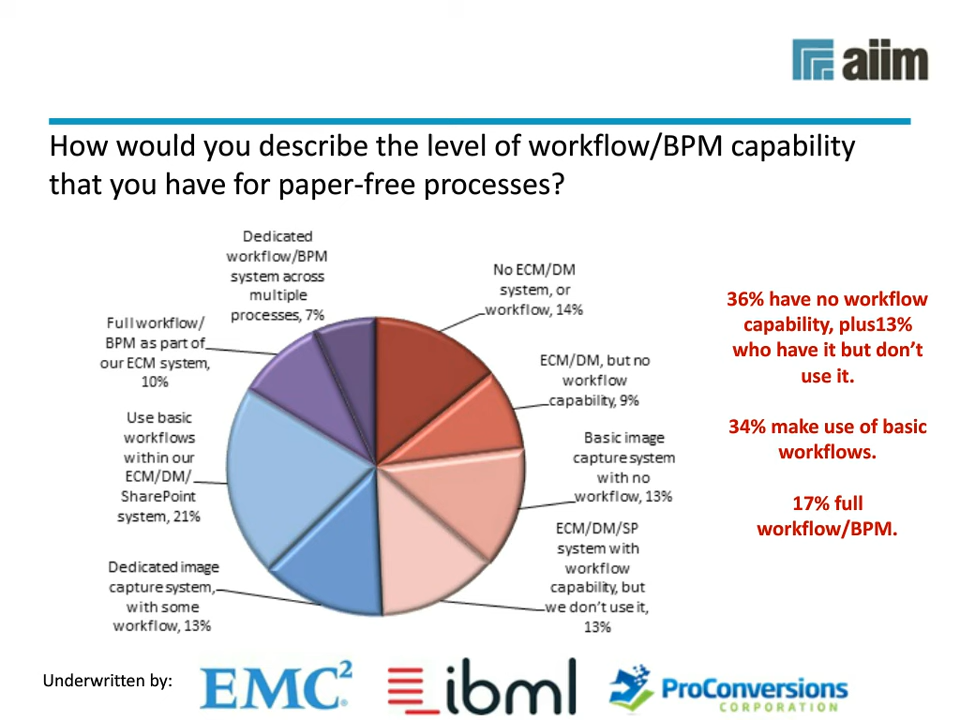 aiim
How would you describe the level of workflow/BPM capability
that you have for paper-free processes?
Dedicated
workflow/BPM
system across
multiple
processes, 7%
No ECM/DM
system, or
workflow, 14%
Full workflow/
BPM as part of
our ECM system,
10%
ECM/DM, but no
workflow
capability, 9%
Use basic
workflows
within our
ECM/DM/
SharePoint
system, 21%
Basic image
capture system
with no
workflow, 13%
ECM/DM/SP
system with
workflow
capability, but
we don't use it,
13%
Dedicated image
capture system,
with some
workflow, 13%
36% have no workflow
capability, plus13%
who have it but don't
use it.
34% make use of basic
workflows.
17% full
workflow/BPM.
Underwritten by:
EMC²
ibml
ProConversions
CORPORATION